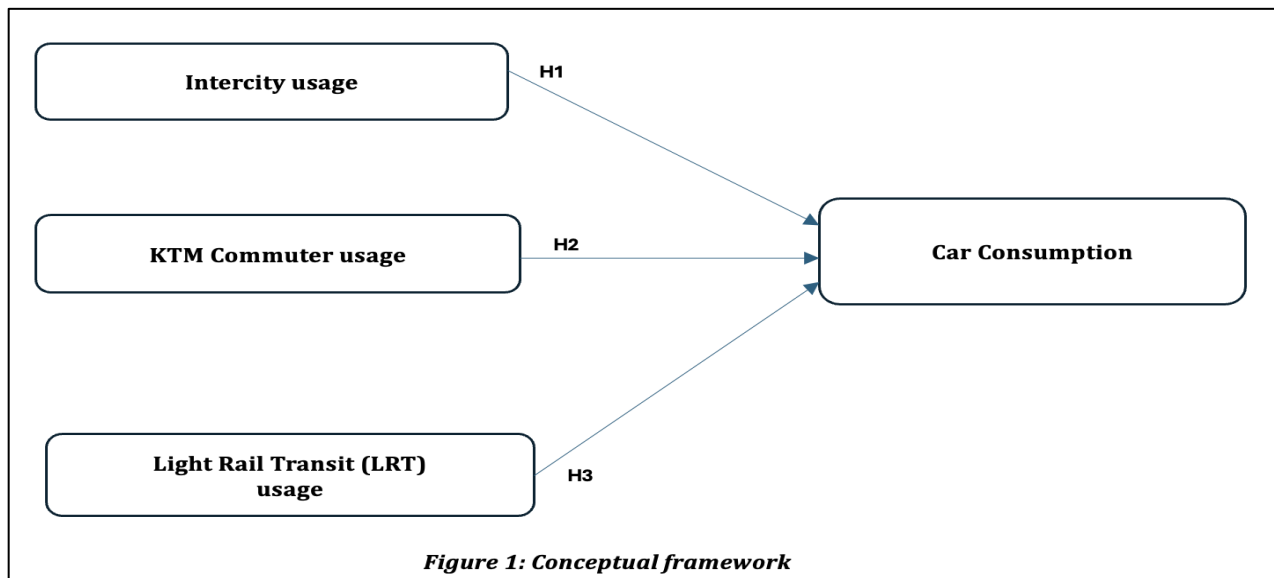 Intercity usage
H1
KTM Commuter usage
H2
Car Consumption
Light Rail Transit (LRT)
usage
H3
Figure 1: Conceptual framework